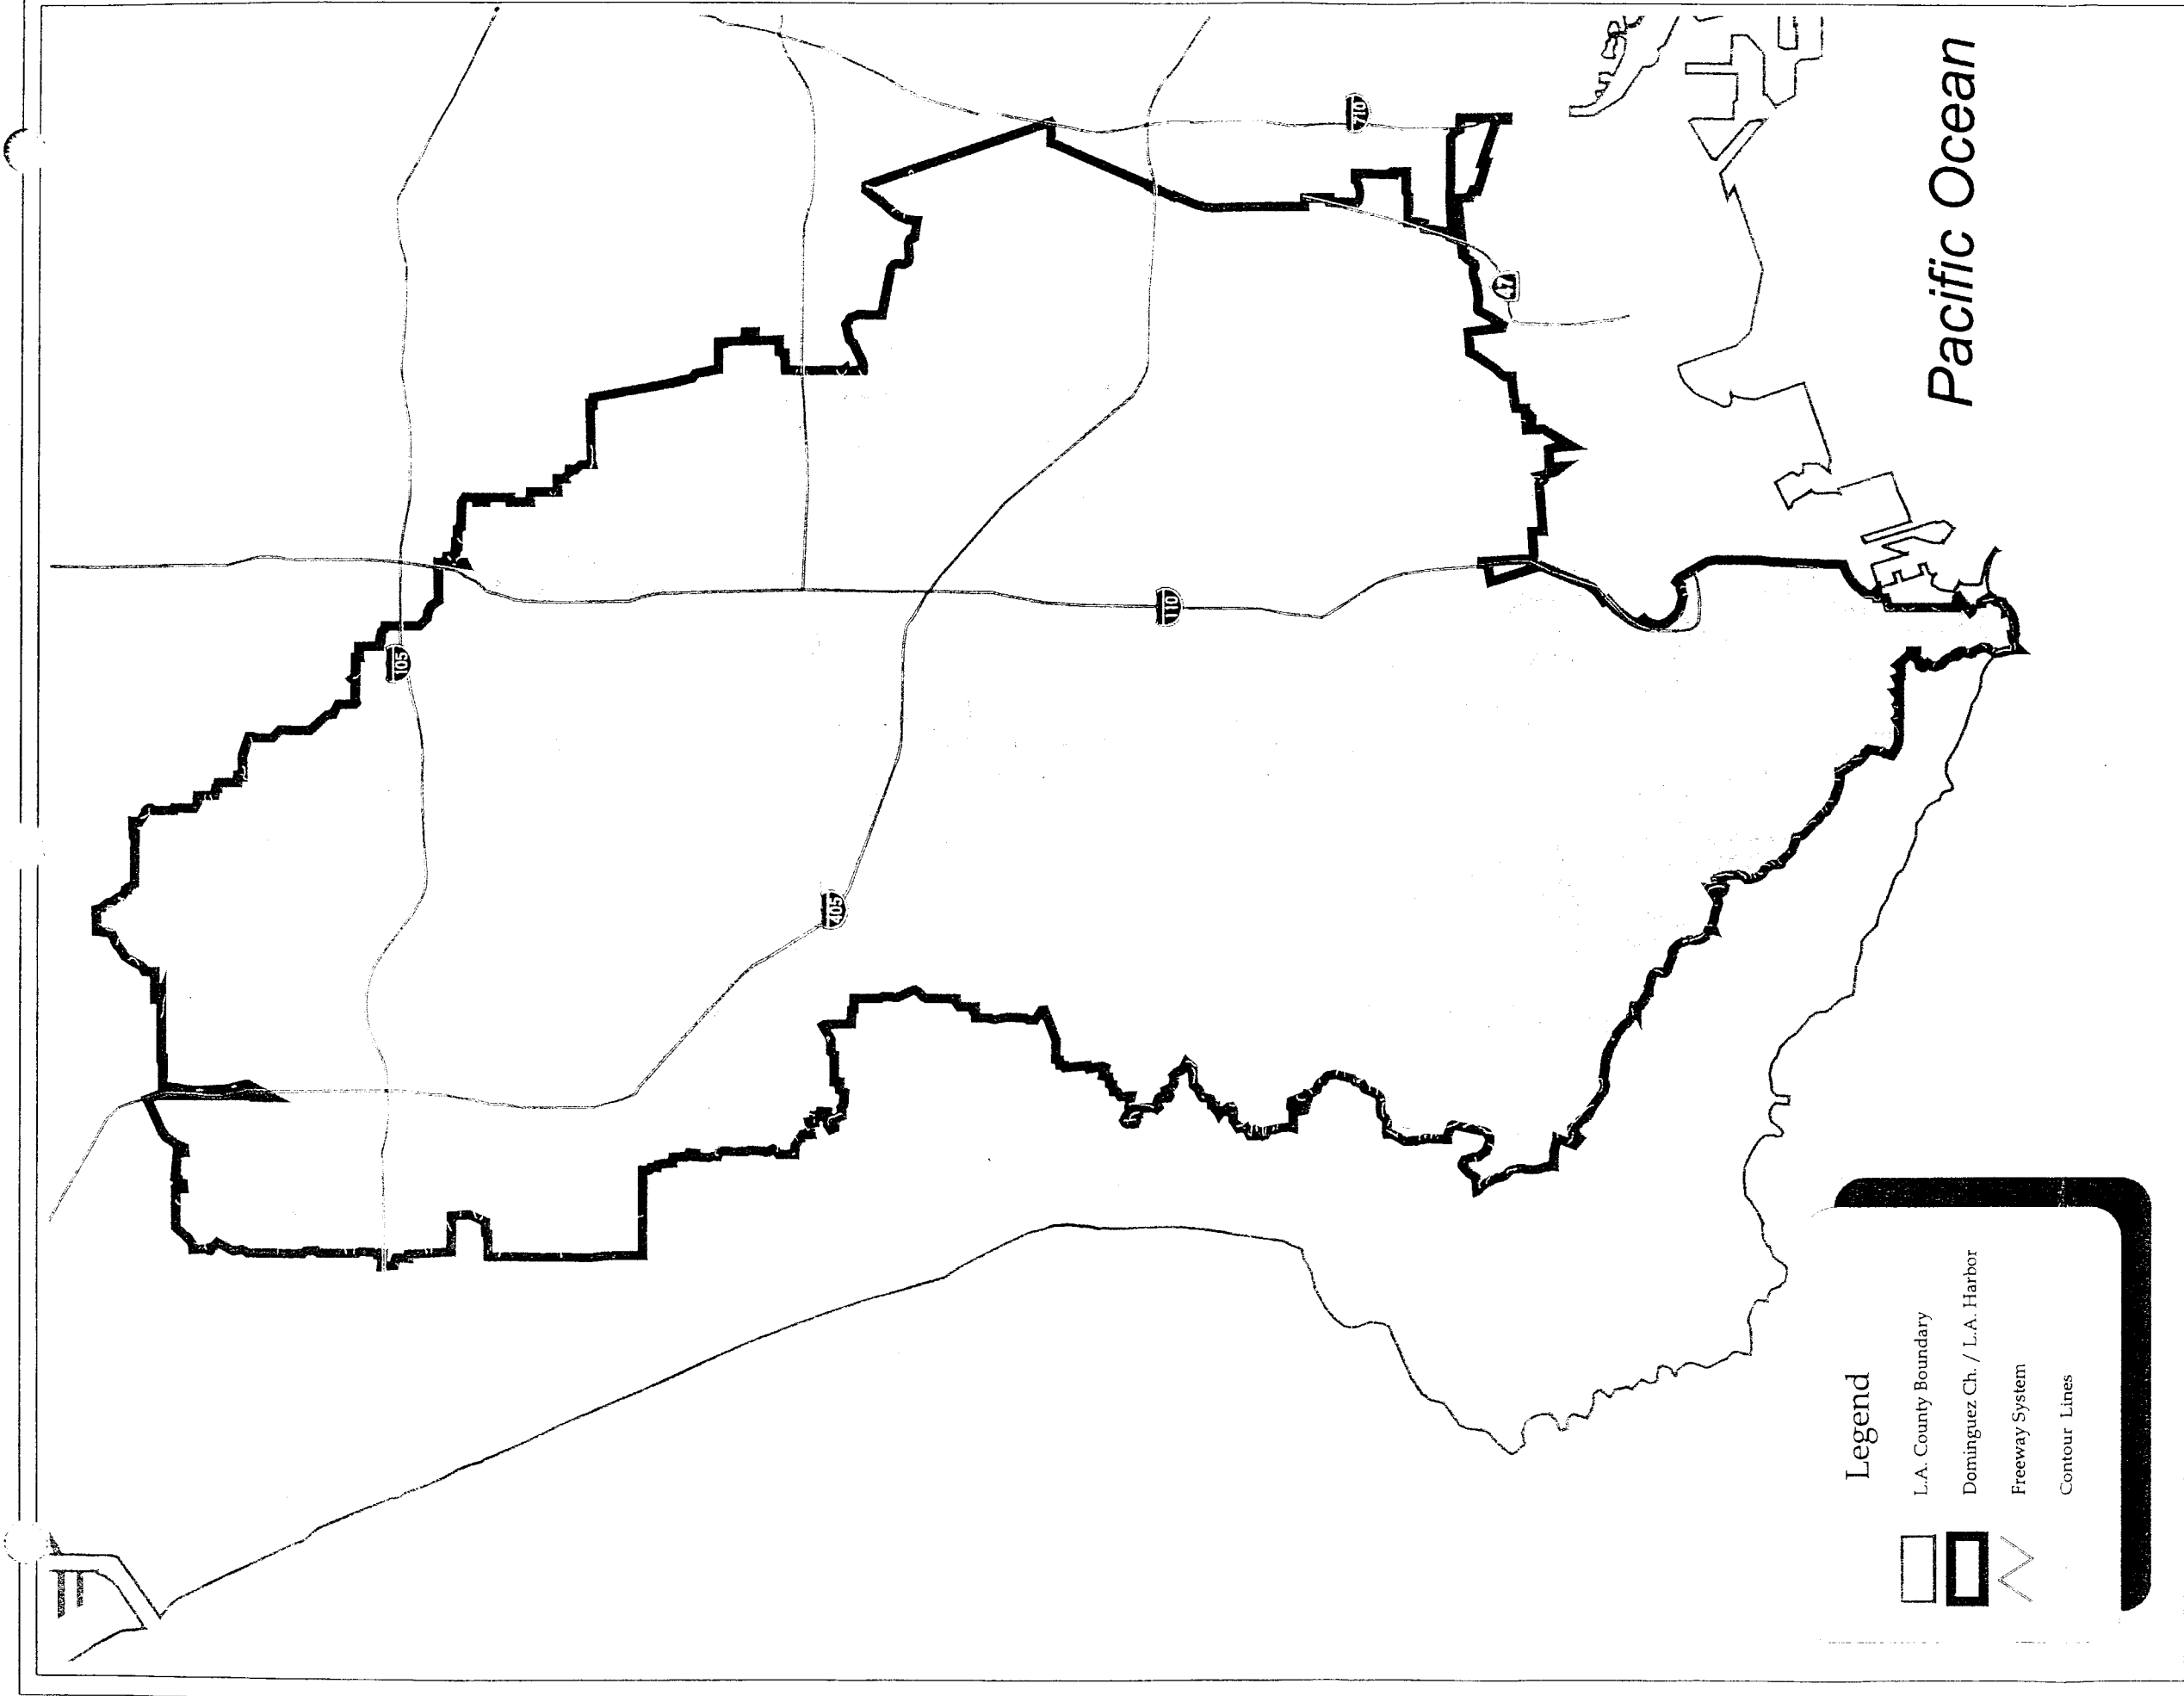 105
405
110
710
47
Pacific Ocean
Legend
L.A. County Boundary
Dominguez Ch. / L.A. Harbor
Freeway System
Contour Lines